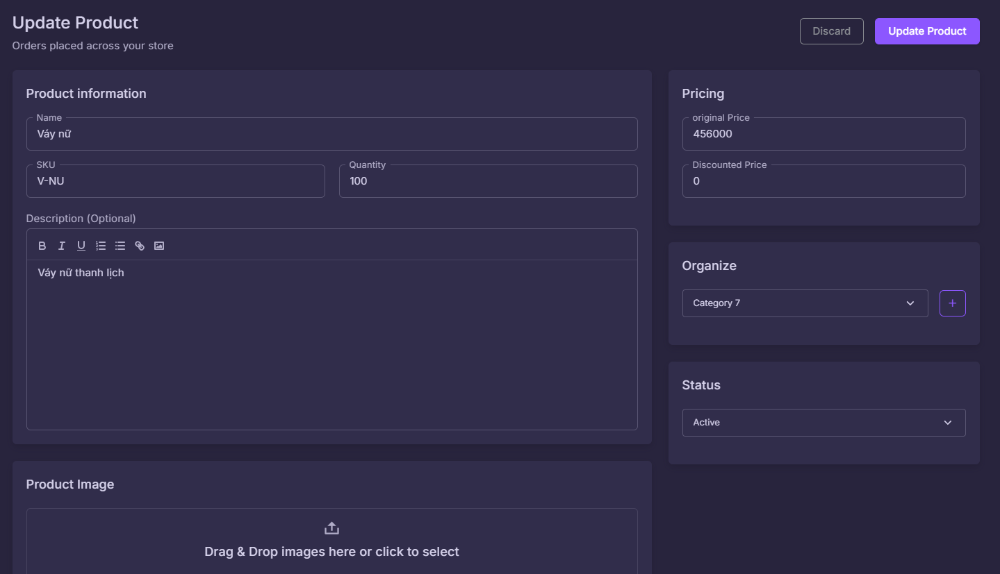 Update Product
Orders placed across your store
Discard
Update Product
Product information
Name
Váy nữ
SKU
V-NU
Quantity
100
Description (Optional)
B I U
Váy nữ thanh lịch
Product Image
Drag & Drop images here or click to select
Pricing
original Price
456000
Discounted Price
0
Organize
Category 7
+
Status
Active